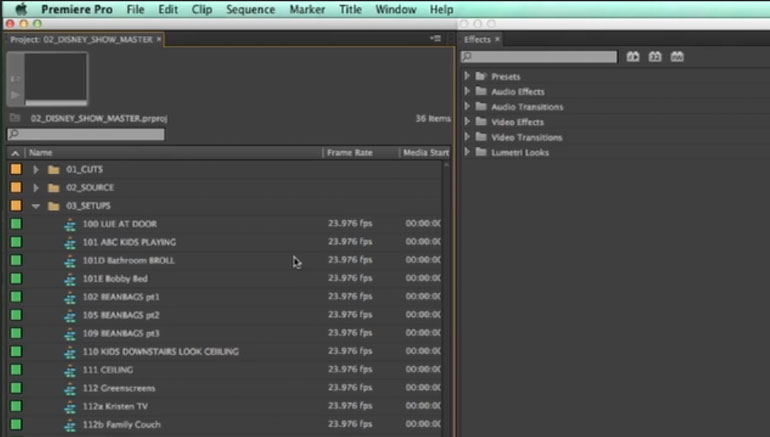 Premiere Pro File Edit Clip Sequence Marker Title Window Help
Project: 02_DISNEY_SHOW_MASTER ×
Effects ×
02_DISNEY_SHOW_MASTER.prproj 36 Items
Presets
Audio Effects
Audio Transitions
Video Effects
Video Transitions
Lumetri Looks
Name Frame Rate Media Start
01_CUTS
02_SOURCE
03_SETUPS
100 LUE AT DOOR 23.976 fps 00:00:00
101 ABC KIDS PLAYING 23.976 fps 00:00:00
101D Bathroom BROLL 23.976 fps 00:00:00
101E Bobby Bed 23.976 fps 00:00:00
102 BEANBAGS pt1 23.976 fps 00:00:00
105 BEANBAGS pt2 23.976 fps 00:00:00
109 BEANBAGS pt3 23.976 fps 00:00:00
110 KIDS DOWNSTAIRS LOOK CEILING 23.976 fps 00:00:00
111 CEILING 23.976 fps 00:00:00
112 Greenscreens 23.976 fps 00:00:00
112a Kristen TV 23.976 fps 00:00:00
112b Family Couch 23.976 fps 00:00:00